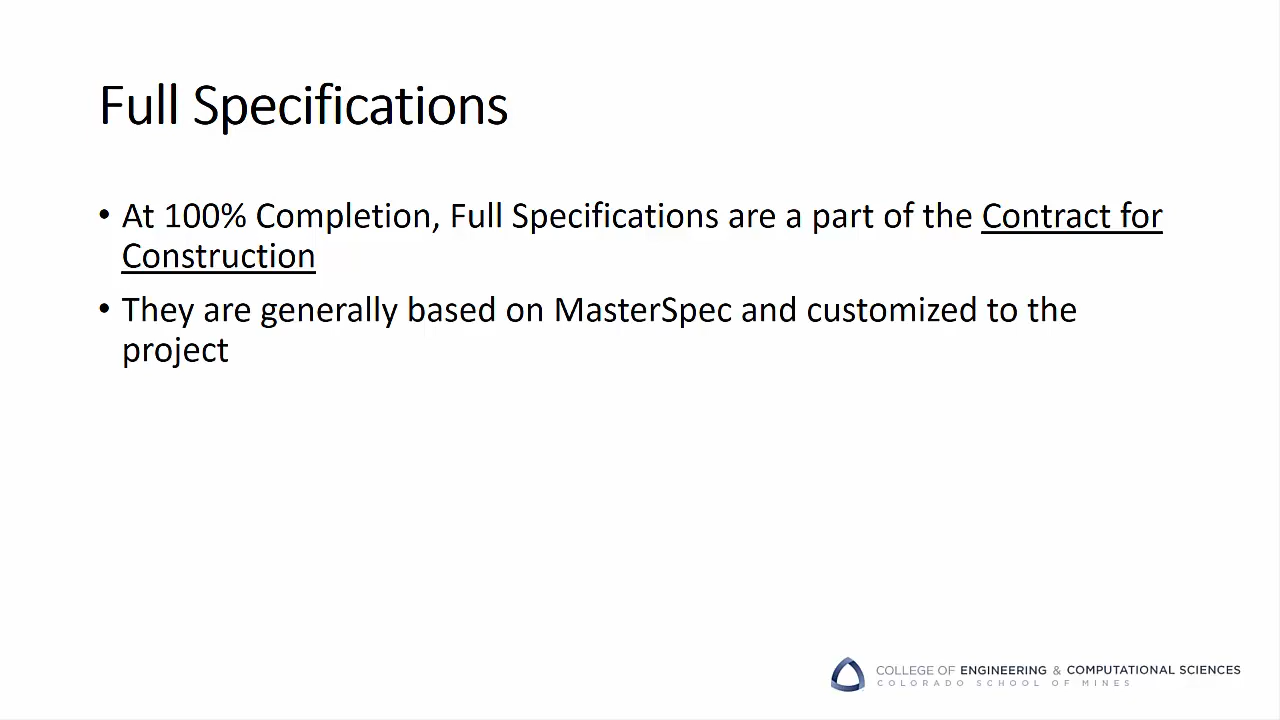 Full Specifications
• At 100% Completion, Full Specifications are a part of the Contract for
Construction
• They are generally based on MasterSpec and customized to the
project
COLLEGE OF ENGINEERING & COMPUTATIONAL SCIENCES
COLORADO SCHOOL OF MINES